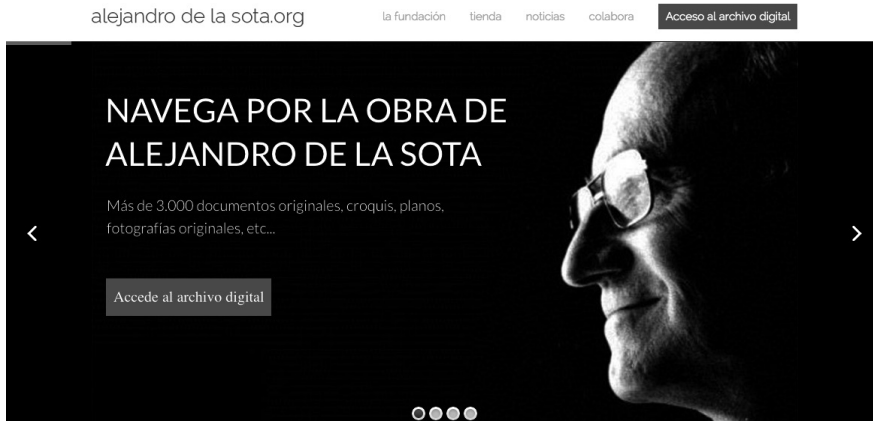 alejandro de la sota.org
la fundación tienda noticias colabora Acceso al archivo digital
NAVEGA POR LA OBRA DE
ALEJANDRO DE LA SOTA
Más de 3.000 documentos originales, croquis, planos,
fotografías originales, etc...
Accede al archivo digital